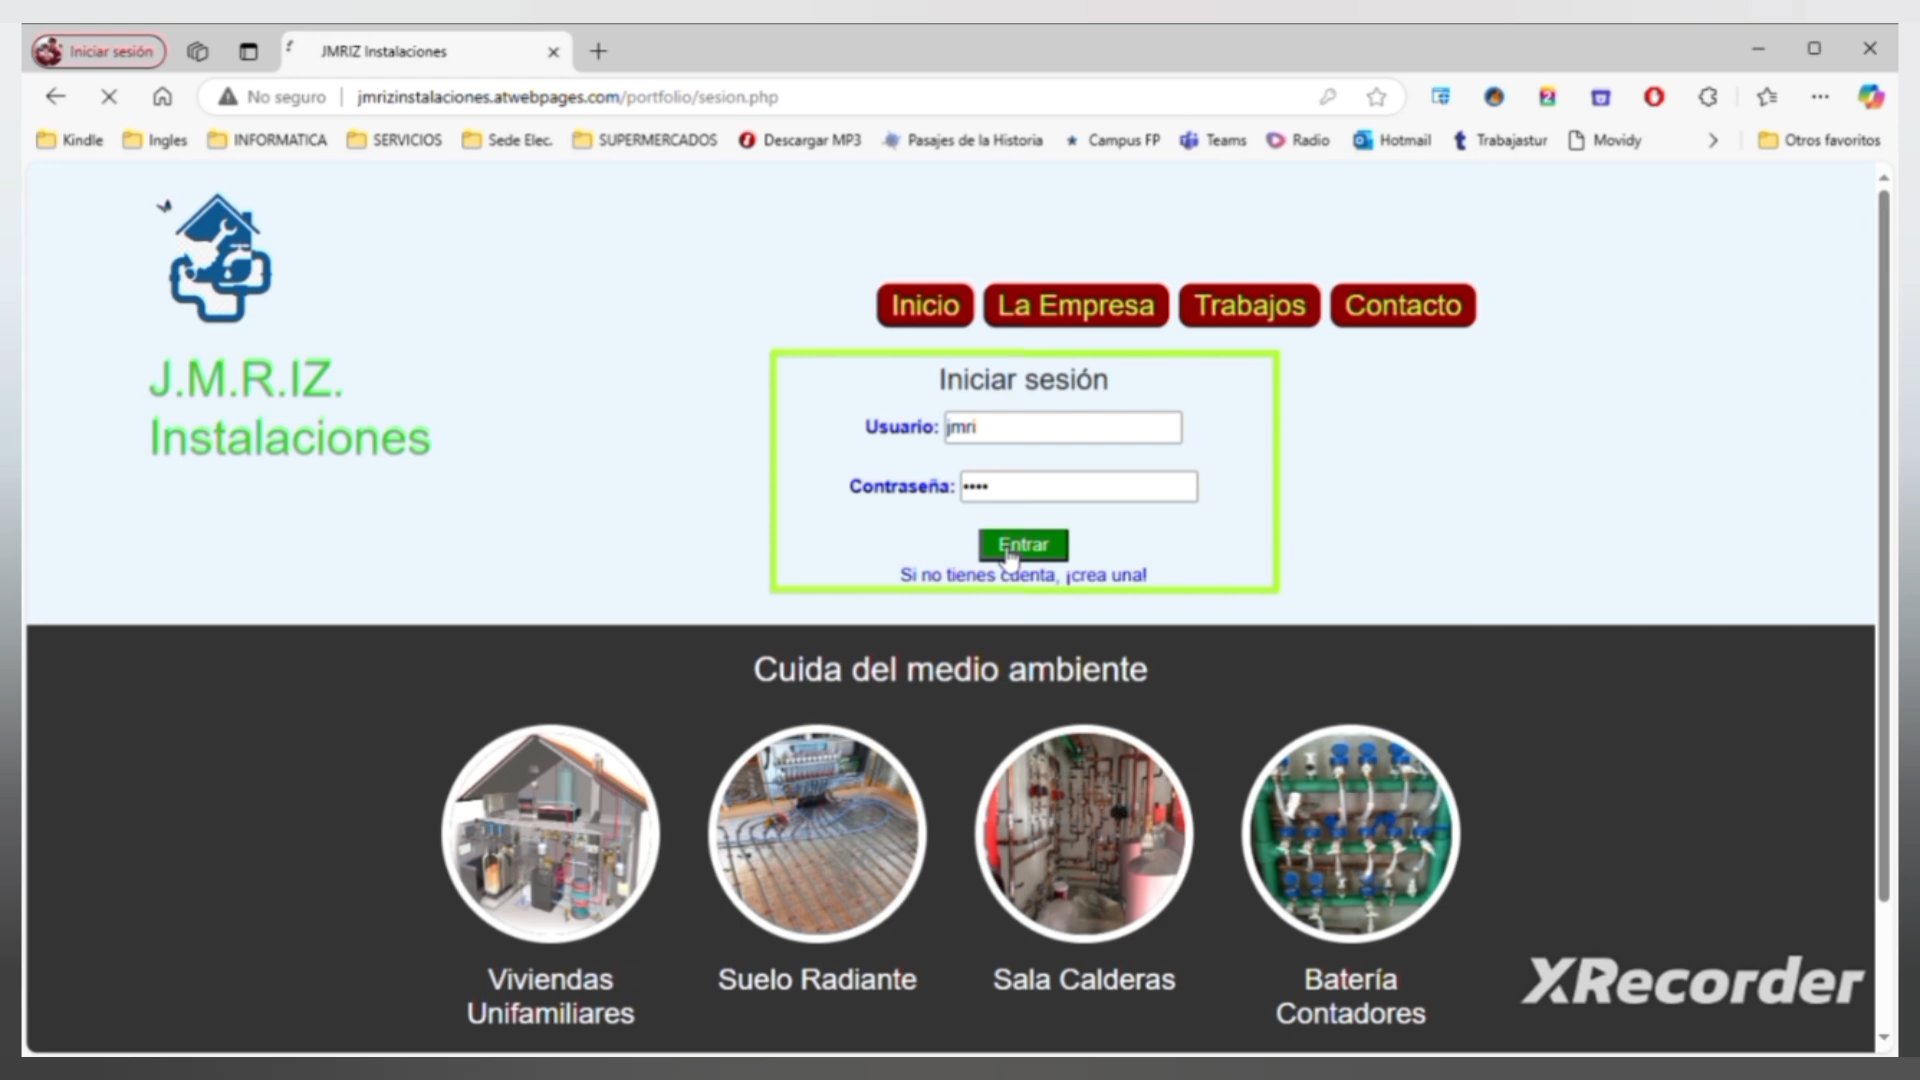 Iniciar sesión
JMRIZ Instalaciones
No seguro
jmrizinstalaciones.atwebpages.com/portfolio/sesion.php
Kindle Ingles INFORMATICA SERVICIOS Sede Elec. SUPERMERCADOS Descargar MP3 Pasajes de la Historia Campus FP Teams Radio Hotmail Trabajastur Movidy Otros favoritos
Inicio La Empresa Trabajos Contacto
J.M.R.IZ.
Instalaciones
Iniciar sesión
Usuario: jmri
Contraseña: ••••
Entrar
Si no tienes cuenta, ¡crea una!
Cuida del medio ambiente
Viviendas
Unifamiliares
Suelo Radiante
Sala Calderas
Batería
Contadores
XRecorder